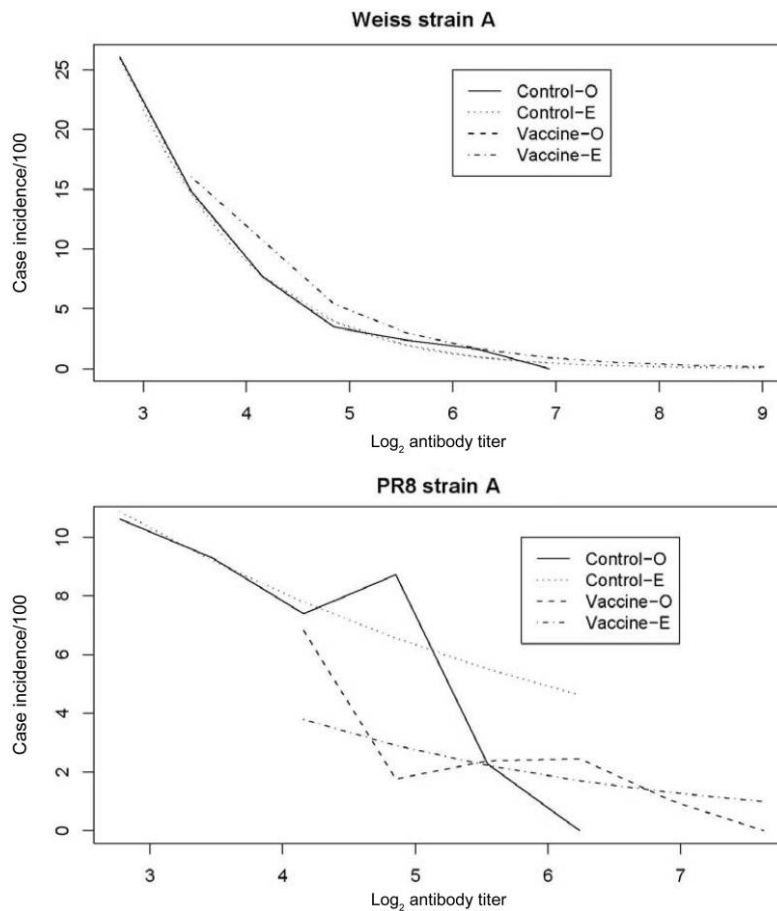 Weiss strain A
Case incidence/100
25
20
15
10
5
0
Control-O
Control-E
Vaccine-O
Vaccine-E
3 4 5 6 7 8 9
Log2 antibody titer
PR8 strain A
Case incidence/100
10
8
6
4
2
0
Control-O
Control-E
Vaccine-O
Vaccine-E
3 4 5 6 7
Log2 antibody titer